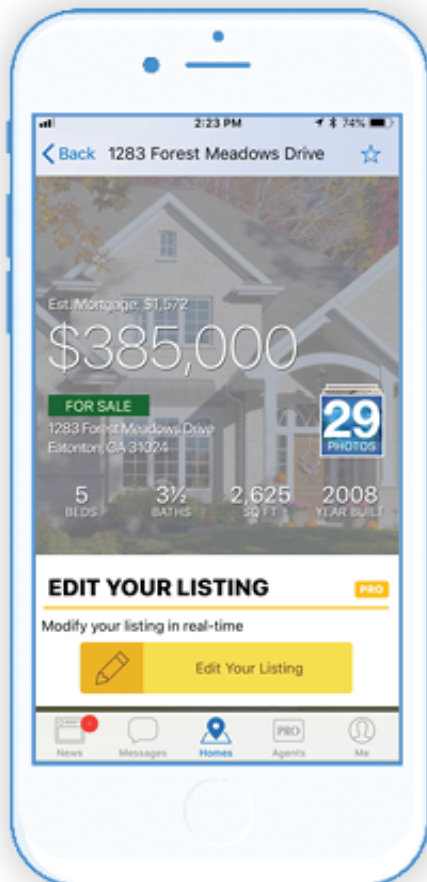 2:23 PM
74%
Back 1283 Forest Meadows Drive
Est. Mortgage: $1,572
$385,000
FOR SALE
1283 Forest Meadows Drive
Eatonton, GA 31024
29
PHOTOS
5 3½ 2,625 2008
BEDS BATHS SQ FT YEAR BUILT
EDIT YOUR LISTING PRO
Modify your listing in real-time
Edit Your Listing
PRO
News Messages Homes Agents Me